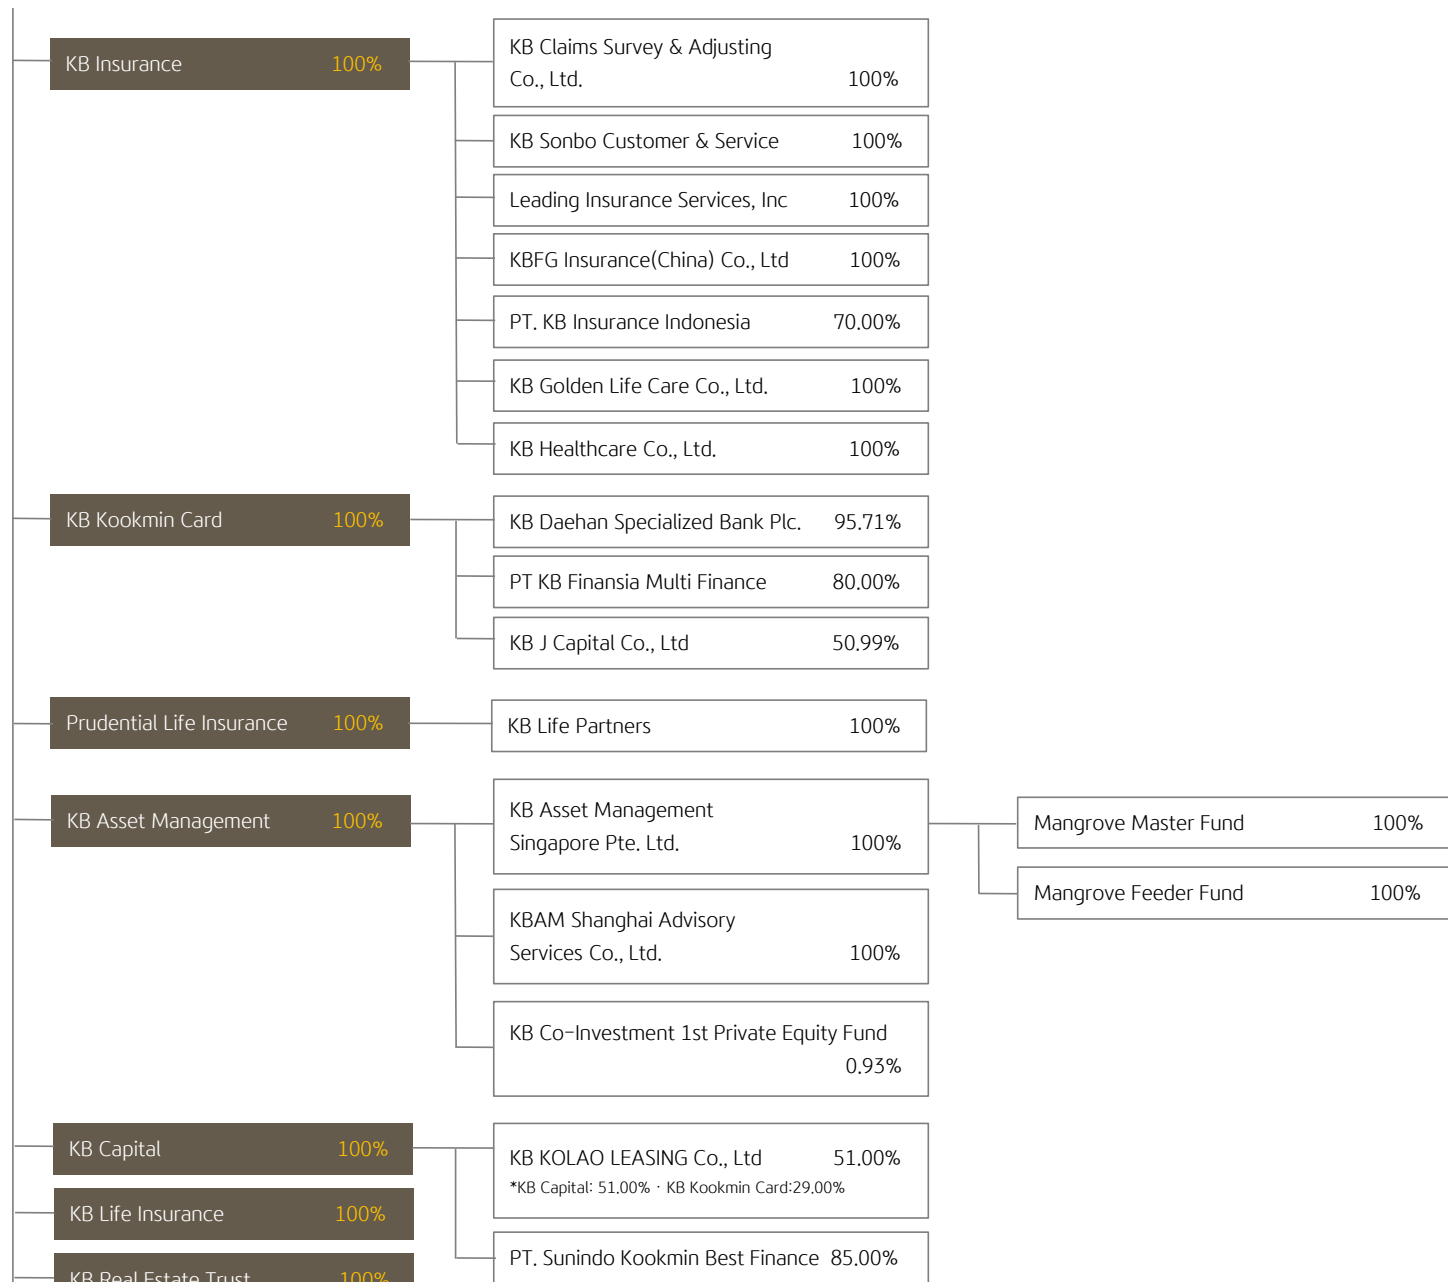 KB Insurance 100%
KB Claims Survey & Adjusting
Co., Ltd. 100%
KB Sonbo Customer & Service 100%
Leading Insurance Services, Inc 100%
KBFG Insurance(China) Co., Ltd 100%
PT. KB Insurance Indonesia 70.00%
KB Golden Life Care Co., Ltd. 100%
KB Healthcare Co., Ltd. 100%
KB Kookmin Card 100%
KB Daehan Specialized Bank Plc. 95.71%
PT KB Finansia Multi Finance 80.00%
KB J Capital Co., Ltd 50.99%
Prudential Life Insurance 100%
KB Life Partners 100%
KB Asset Management 100%
KB Asset Management
Singapore Pte. Ltd. 100%
Mangrove Master Fund 100%
Mangrove Feeder Fund 100%
KBAM Shanghai Advisory
Services Co., Ltd. 100%
KB Co-Investment 1st Private Equity Fund
0.93%
KB Capital 100%
KB KOLAO LEASING Co., Ltd 51.00%
*KB Capital: 51.00% · KB Kookmin Card:29.00%
KB Life Insurance 100%
PT. Sunindo Kookmin Best Finance 85.00%
KB Real Estate Trust 100%